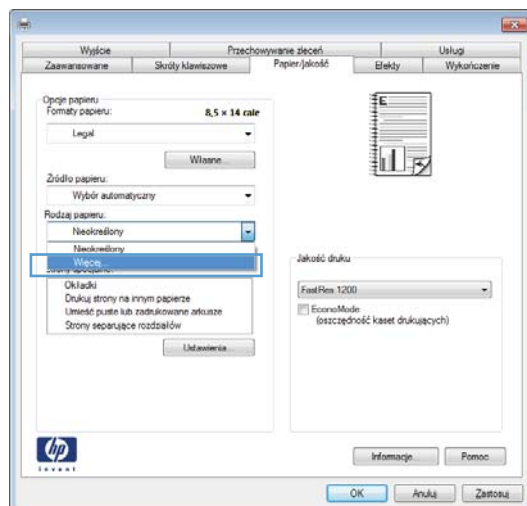 Wyjście Przechowywanie zleceń Usługi
Zaawansowane Skróty klawiszowe Papier/jakość Efekty Wykończenie
Opcje papieru
Formaty papieru: 8,5 × 14 cale
Legal
Własne...
Źródło papieru:
Wybór automatyczny
Rodzaj papieru:
Nieokreślony
Nieokreślony
Więcej...
Strony specjalne:
Okładki
Drukuj strony na innym papierze
Umieść puste lub zadrukowane arkusze
Strony separujące rozdziałów
Ustawienia...
E
Jakość druku
FastRes 1200
EconoMode
(oszczędność kaset drukujących)
hp
invent
Informacje... Pomoc
OK Anuluj Zastosuj